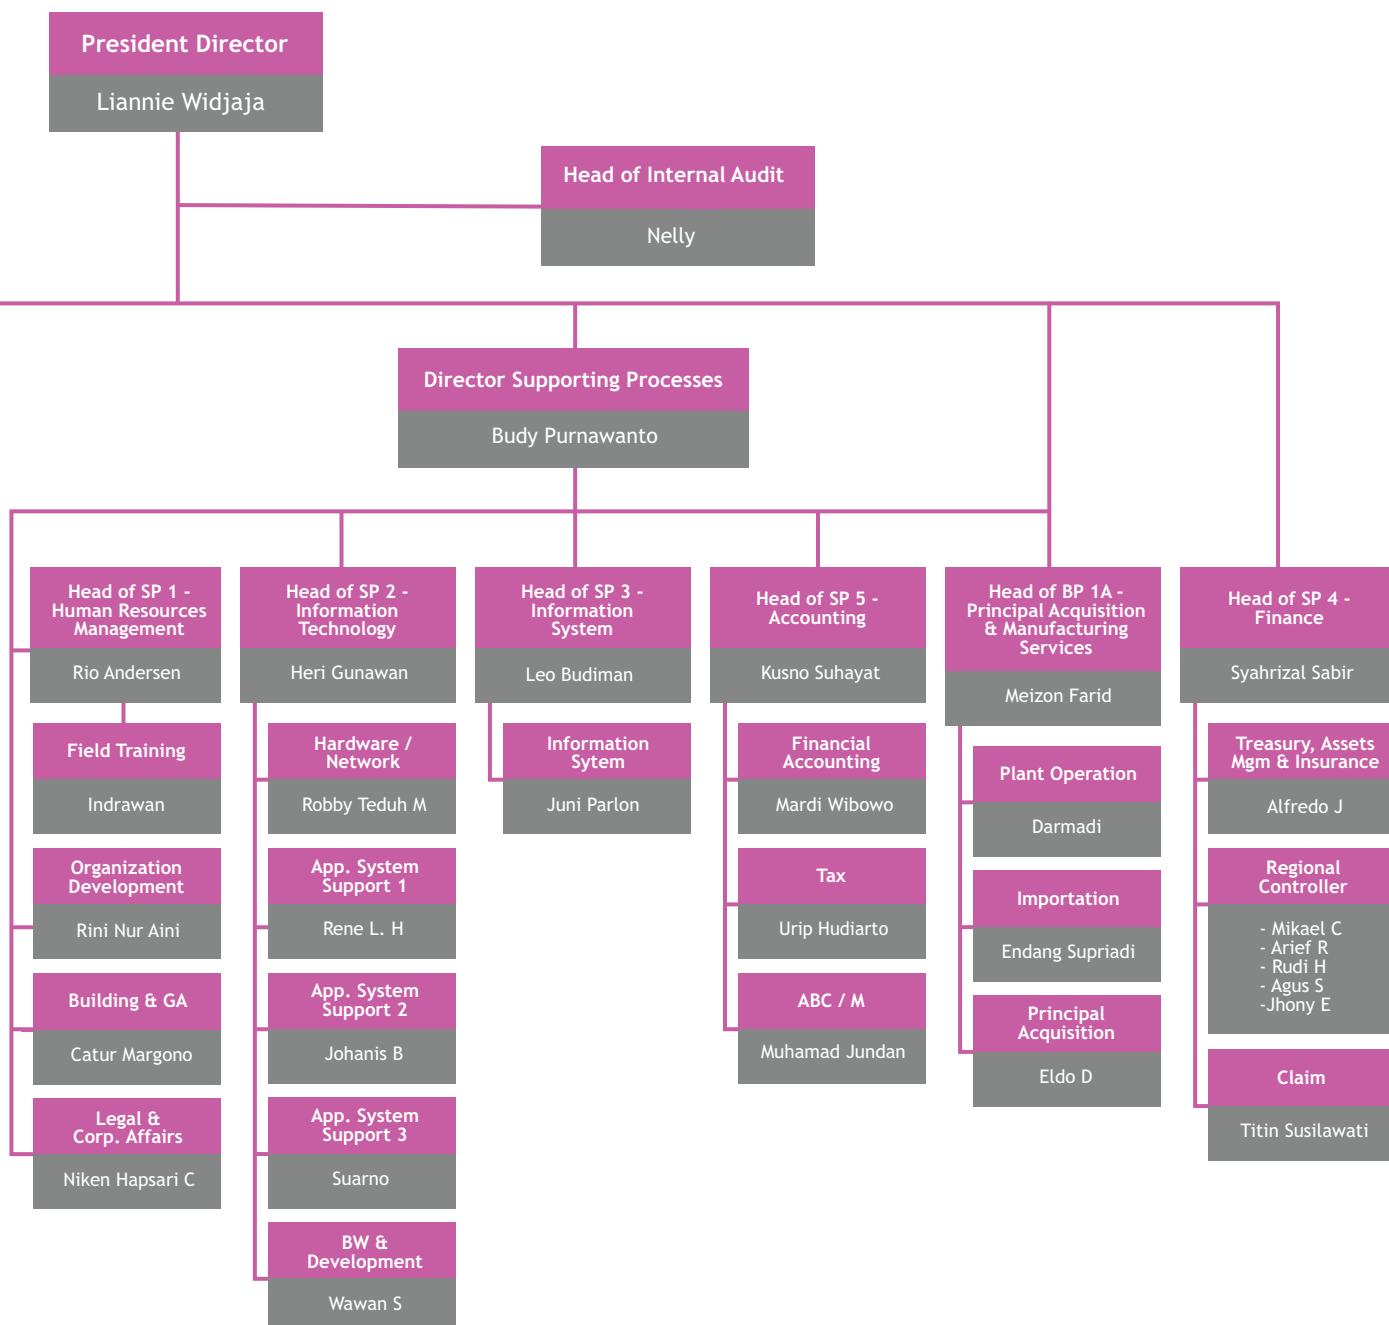 President Director
Liannie Widjaja
Head of Internal Audit
Nelly
Director Supporting Processes
Budy Purnawanto
Head of SP 1 -
Human Resources
Management
Rio Andersen
Field Training
Indrawan
Organization
Development
Rini Nur Aini
Building & GA
Catur Margono
Legal &
Corp. Affairs
Niken Hapsari C
Head of SP 2 -
Information
Technology
Heri Gunawan
Hardware /
Network
Robby Teduh M
App. System
Support 1
Rene L. H
App. System
Support 2
Johanis B
App. System
Support 3
Suarno
BW &
Development
Wawan S
Head of SP 3 -
Information
System
Leo Budiman
Information
Sytem
Juni Parlon
Head of SP 5 -
Accounting
Kusno Suhayat
Financial
Accounting
Mardi Wibowo
Tax
Urip Hudiarto
ABC / M
Muhamad Jundan
Head of BP 1A -
Principal Acquisition
& Manufacturing
Services
Meizon Farid
Plant Operation
Darmadi
Importation
Endang Supriadi
Principal
Acquisition
Eldo D
Head of SP 4 -
Finance
Syahrizal Sabir
Treasury, Assets
Mgm & Insurance
Alfredo J
Regional
Controller
- Mikael C
- Arief R
- Rudi H
- Agus S
-Jhony E
Claim
Titin Susilawati